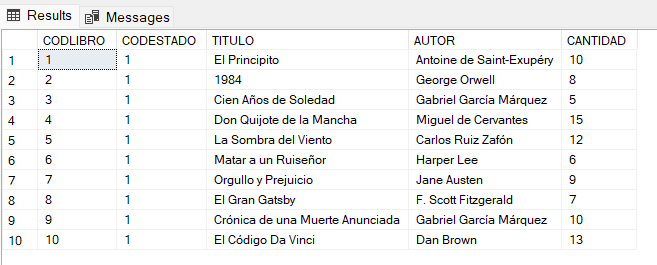 Results Messages
CODLIBRO CODESTADO TITULO AUTOR CANTIDAD
1 1 1 El Principito Antoine de Saint-Exupéry 10
2 2 1 1984 George Orwell 8
3 3 1 Cien Años de Soledad Gabriel García Márquez 5
4 4 1 Don Quijote de la Mancha Miguel de Cervantes 15
5 5 1 La Sombra del Viento Carlos Ruiz Zafón 12
6 6 1 Matar a un Ruiseñor Harper Lee 6
7 7 1 Orgullo y Prejuicio Jane Austen 9
8 8 1 El Gran Gatsby F. Scott Fitzgerald 7
9 9 1 Crónica de una Muerte Anunciada Gabriel García Márquez 10
10 10 1 El Código Da Vinci Dan Brown 13